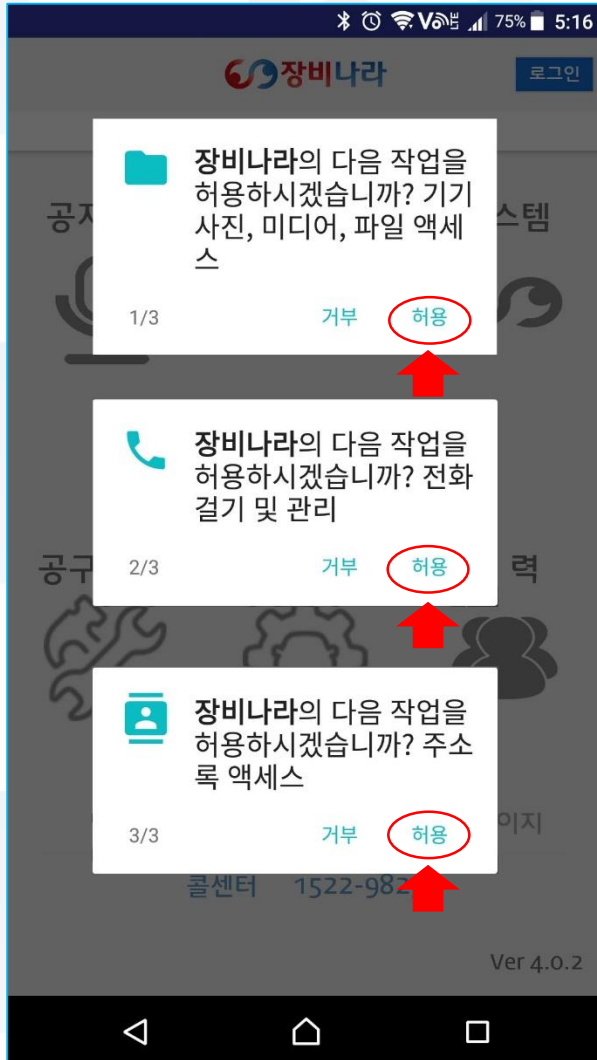 75% 5:16
장비나라
로그인
장비나라의 다음 작업을
허용하시겠습니까? 기기
사진, 미디어, 파일 액세
스
1/3 거부 허용
장비나라의 다음 작업을
허용하시겠습니까? 전화
걸기 및 관리
공구
2/3 거부 허용
력
장비나라의 다음 작업을
허용하시겠습니까? 주소
록 액세스
3/3 거부 허용
이지
콜센터
Ver 4.0.2